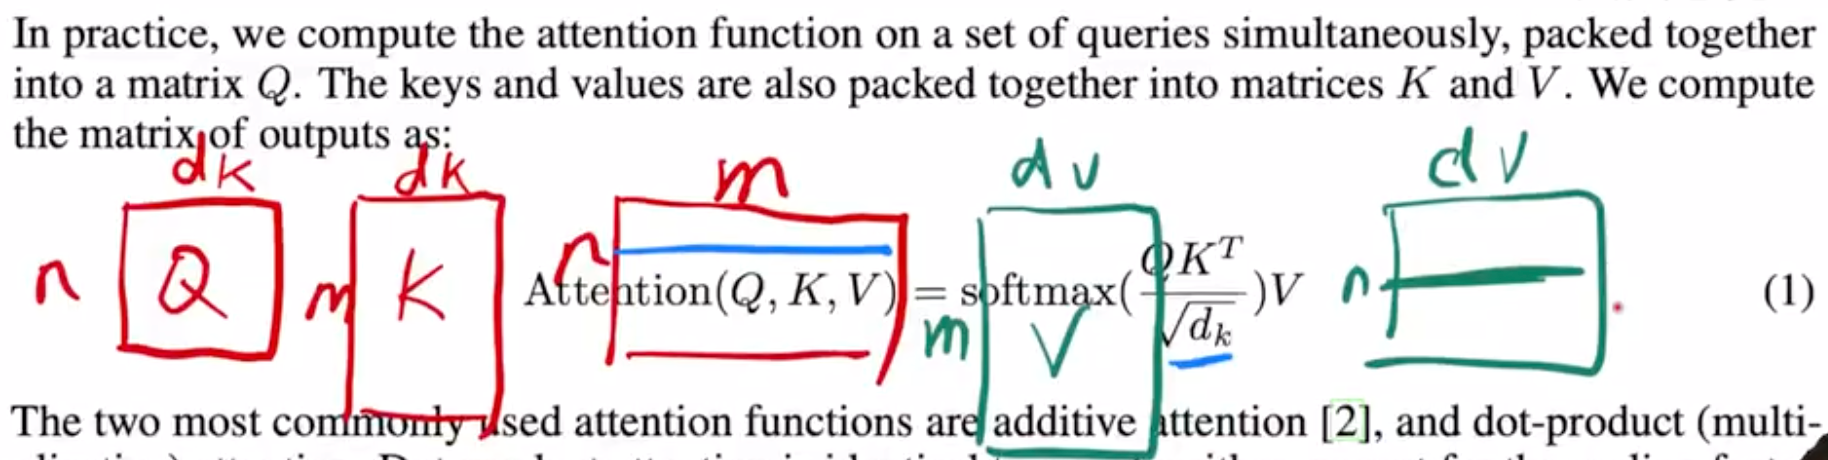 In practice, we compute the attention function on a set of queries simultaneously, packed together
into a matrix Q. The keys and values are also packed together into matrices K and V. We compute
the matrix of outputs as:
dk dk m dv dv
n Q m K n Attention(Q, K, V) = softmax(QK^T/√d_k)V n (1)
m V
The two most commonly used attention functions are additive attention [2], and dot-product (multi-